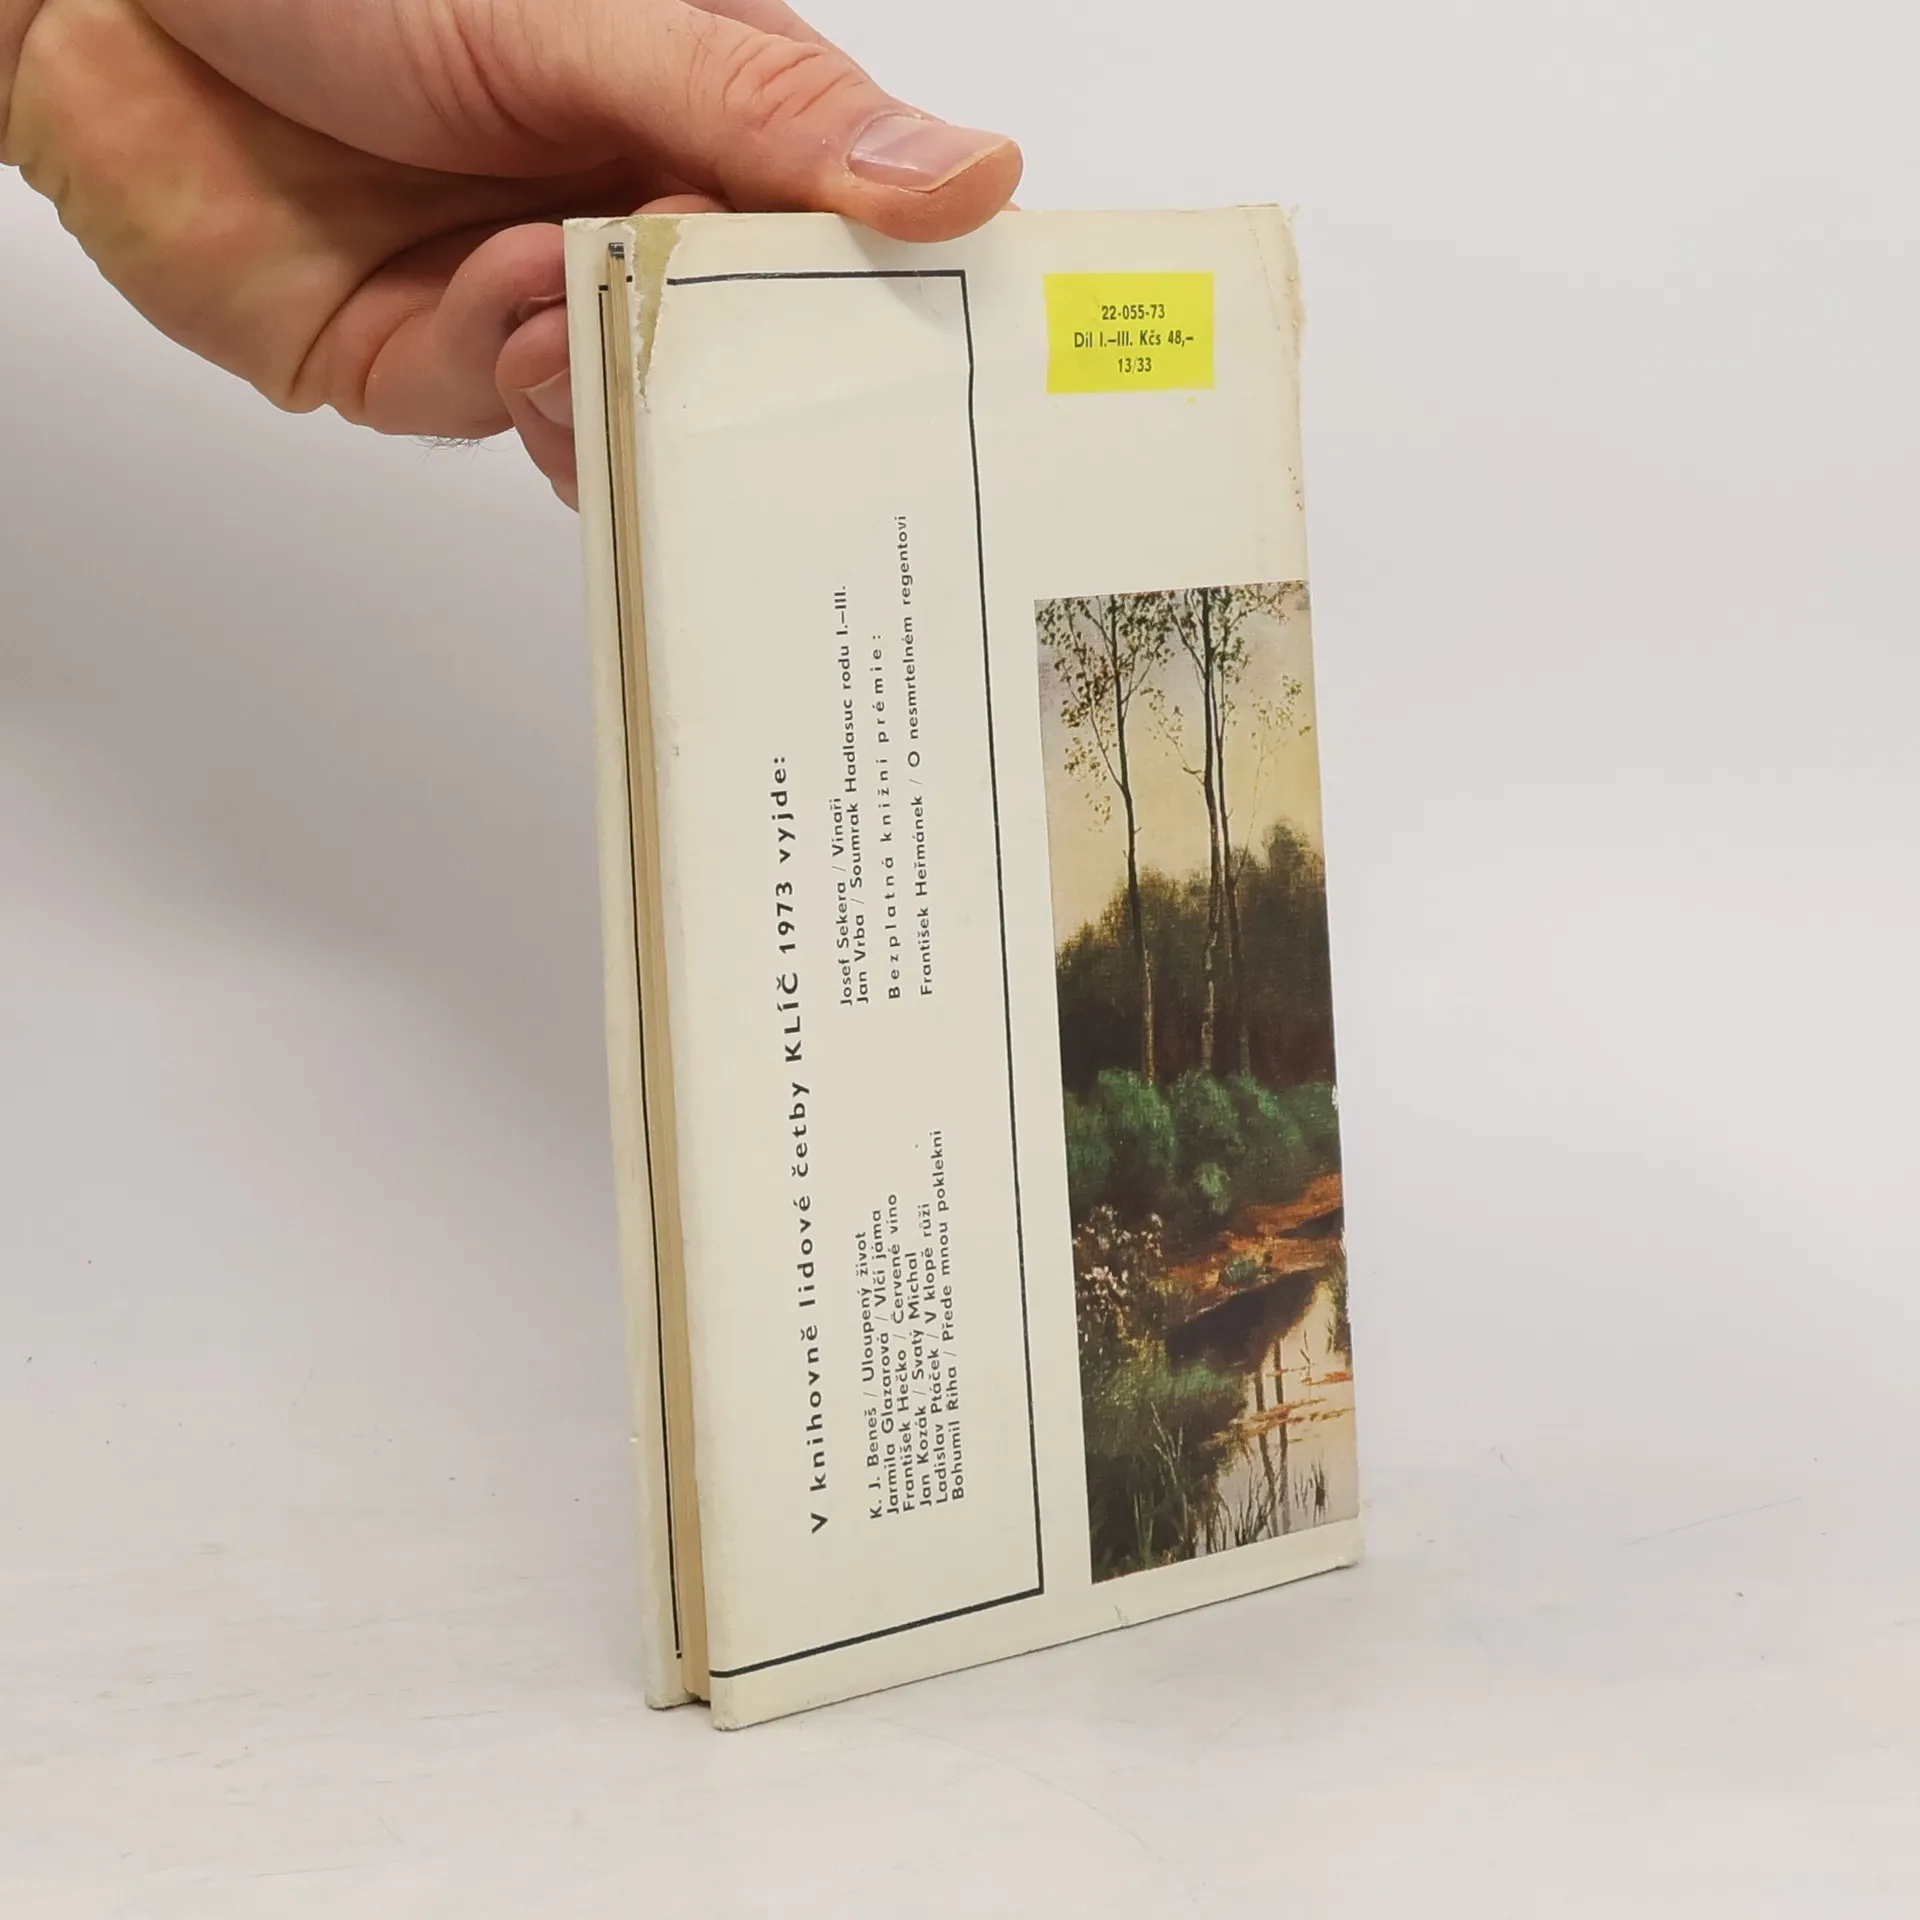 22-055-73
Díl I.–III. Kčs 48,–
13/33
V knihovně lidové četby KLÍČ 1973 vyjde:
K. J. Beneš / Uloupený život
Jarmila Glazarová / Vlčí jáma
František Hečko / Červené víno
Jan Kozák / Svatý Michal
Ladislav Ptáček / V klopě růži
Bohumil Říha / Přede mnou poklekni
Josef Sekera / Vinaři
Jan Vrba / Soumrak Hadlasuc rodu I.–III.
Bezplatná knižní prémie:
František Heřmánek / O nesmrtelném regentovi